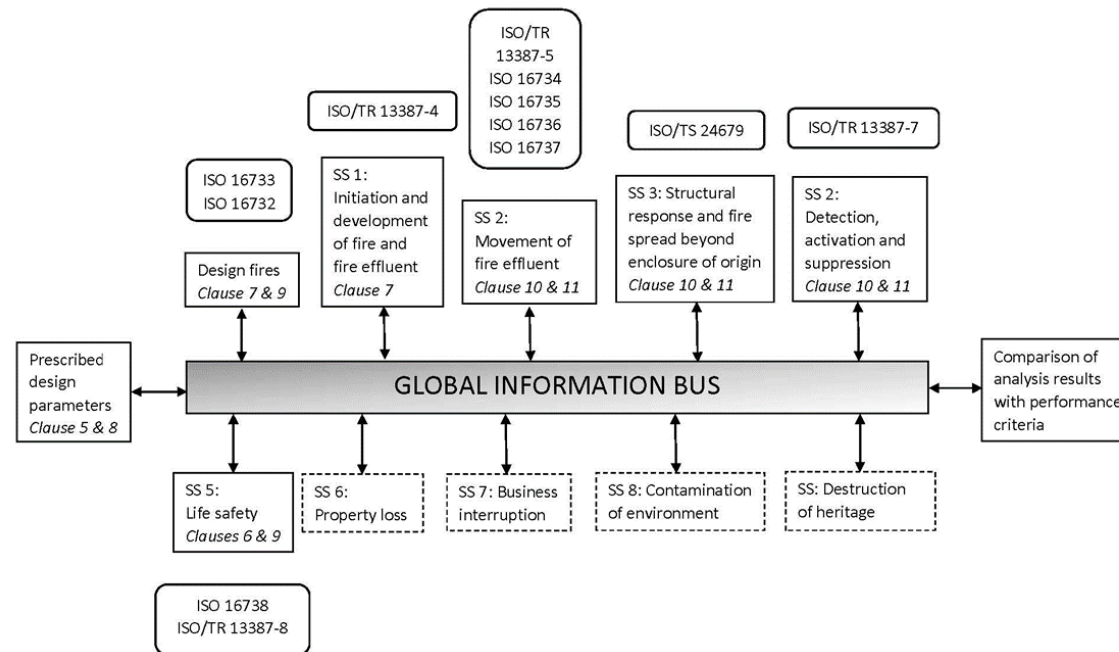 ISO/TR
13387-5
ISO 16734
ISO 16735
ISO 16736
ISO 16737
ISO/TR 13387-4
ISO/TS 24679
ISO/TR 13387-7
ISO 16733
ISO 16732
Design fires
Clause 7 & 9
SS 1:
Initiation and
development
of fire and
fire effluent
Clause 7
SS 2:
Movement of
fire effluent
Clause 10 & 11
SS 3: Structural
response and fire
spread beyond
enclosure of origin
Clause 10 & 11
SS 2:
Detection,
activation and
suppression
Clause 10 & 11
Prescribed
design
parameters
Clause 5 & 8
GLOBAL INFORMATION BUS
Comparison of
analysis results
with performance
criteria
SS 5:
Life safety
Clauses 6 & 9
SS 6:
Property loss
SS 7: Business
interruption
SS 8: Contamination
of environment
SS: Destruction
of heritage
ISO 16738
ISO/TR 13387-8